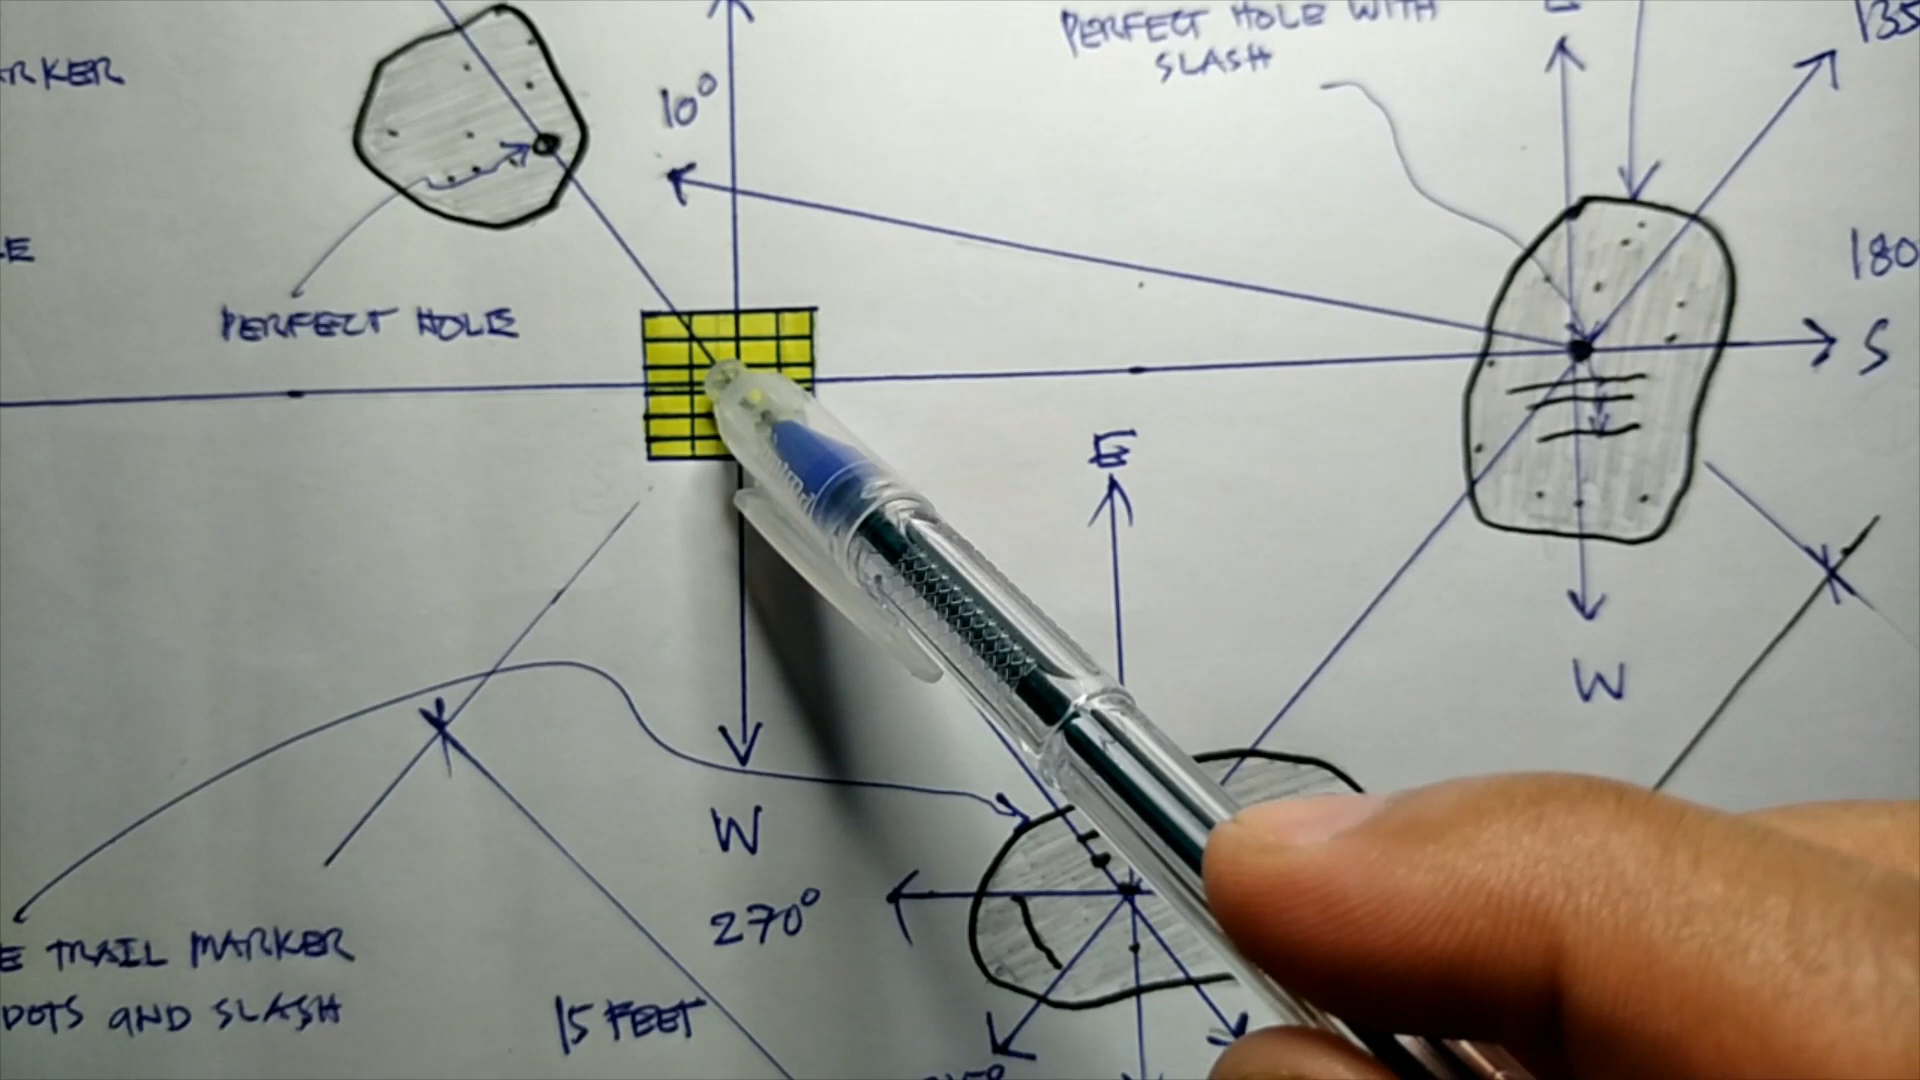 PERFECT HOLE WITH
SLASH
135
RKER
10°
180
E
PERFECT HOLE
S
E
W
W
270°
E TRAIL MARKER
DOTS AND SLASH
15 FEET